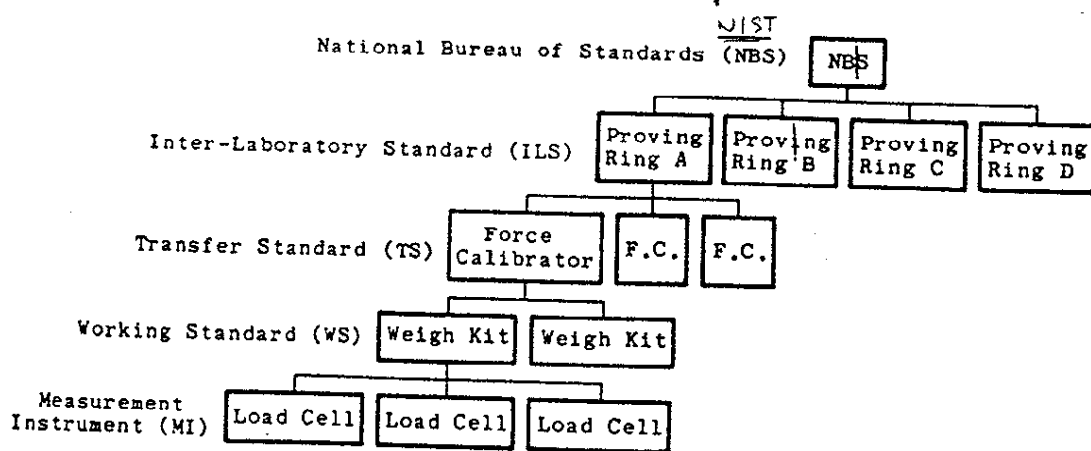 NIST
National Bureau of Standards (NBS) NBS
Inter-Laboratory Standard (ILS) Proving Ring A Proving Ring B Proving Ring C Proving Ring D
Transfer Standard (TS) Force Calibrator F.C. F.C.
Working Standard (WS) Weigh Kit Weigh Kit
Measurement
Instrument (MI) Load Cell Load Cell Load Cell